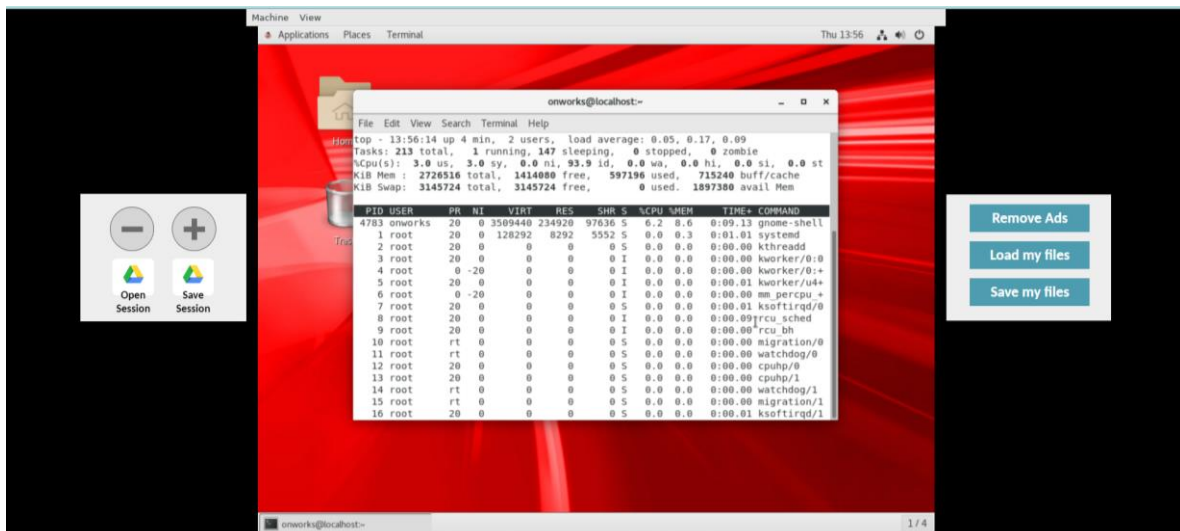 Machine View
Applications Places Terminal Thu 13:56
onworks@localhost:~
File Edit View Search Terminal Help
top - 13:56:14 up 4 min, 2 users, load average: 0.05, 0.17, 0.09
Tasks: 213 total, 1 running, 147 sleeping, 0 stopped, 0 zombie
%Cpu(s): 3.0 us, 3.0 sy, 0.0 ni, 93.9 id, 0.0 wa, 0.0 hi, 0.0 si, 0.0 st
KiB Mem : 2726516 total, 1414080 free, 597196 used, 715240 buff/cache
KiB Swap: 3145724 total, 3145724 free, 0 used. 1897380 avail Mem
PID USER PR NI VIRT RES SHR S %CPU %MEM TIME+ COMMAND
4783 onworks 20 0 3509440 234920 97636 S 6.2 8.6 0:09.13 gnome-shell
1 root 20 0 128292 8292 5552 S 0.0 0.3 0:01.01 systemd
2 root 20 0 0 0 0 S 0.0 0.0 0:00.00 kthreadd
3 root 20 0 0 0 0 I 0.0 0.0 0:00.00 kworker/0:0
4 root 0 -20 0 0 0 I 0.0 0.0 0:00.00 kworker/0:+
5 root 20 0 0 0 0 I 0.0 0.0 0:00.01 kworker/u4+
6 root 0 -20 0 0 0 I 0.0 0.0 0:00.00 mm_percpu_+
7 root 20 0 0 0 0 S 0.0 0.0 0:00.01 ksoftirqd/0
8 root 20 0 0 0 0 I 0.0 0.0 0:00.09 rcu_sched
9 root 20 0 0 0 0 I 0.0 0.0 0:00.00 rcu_bh
10 root rt 0 0 0 0 S 0.0 0.0 0:00.00 migration/0
11 root rt 0 0 0 0 S 0.0 0.0 0:00.00 watchdog/0
12 root 20 0 0 0 0 S 0.0 0.0 0:00.00 cpuhp/0
13 root 20 0 0 0 0 S 0.0 0.0 0:00.00 cpuhp/1
14 root rt 0 0 0 0 S 0.0 0.0 0:00.00 watchdog/1
15 root rt 0 0 0 0 S 0.0 0.0 0:00.01 migration/1
16 root 20 0 0 0 0 S 0.0 0.0 0:00.01 ksoftirqd/1
Open Session
Save Session
Remove Ads
Load my files
Save my files
onworks@localhost:~
1 / 4